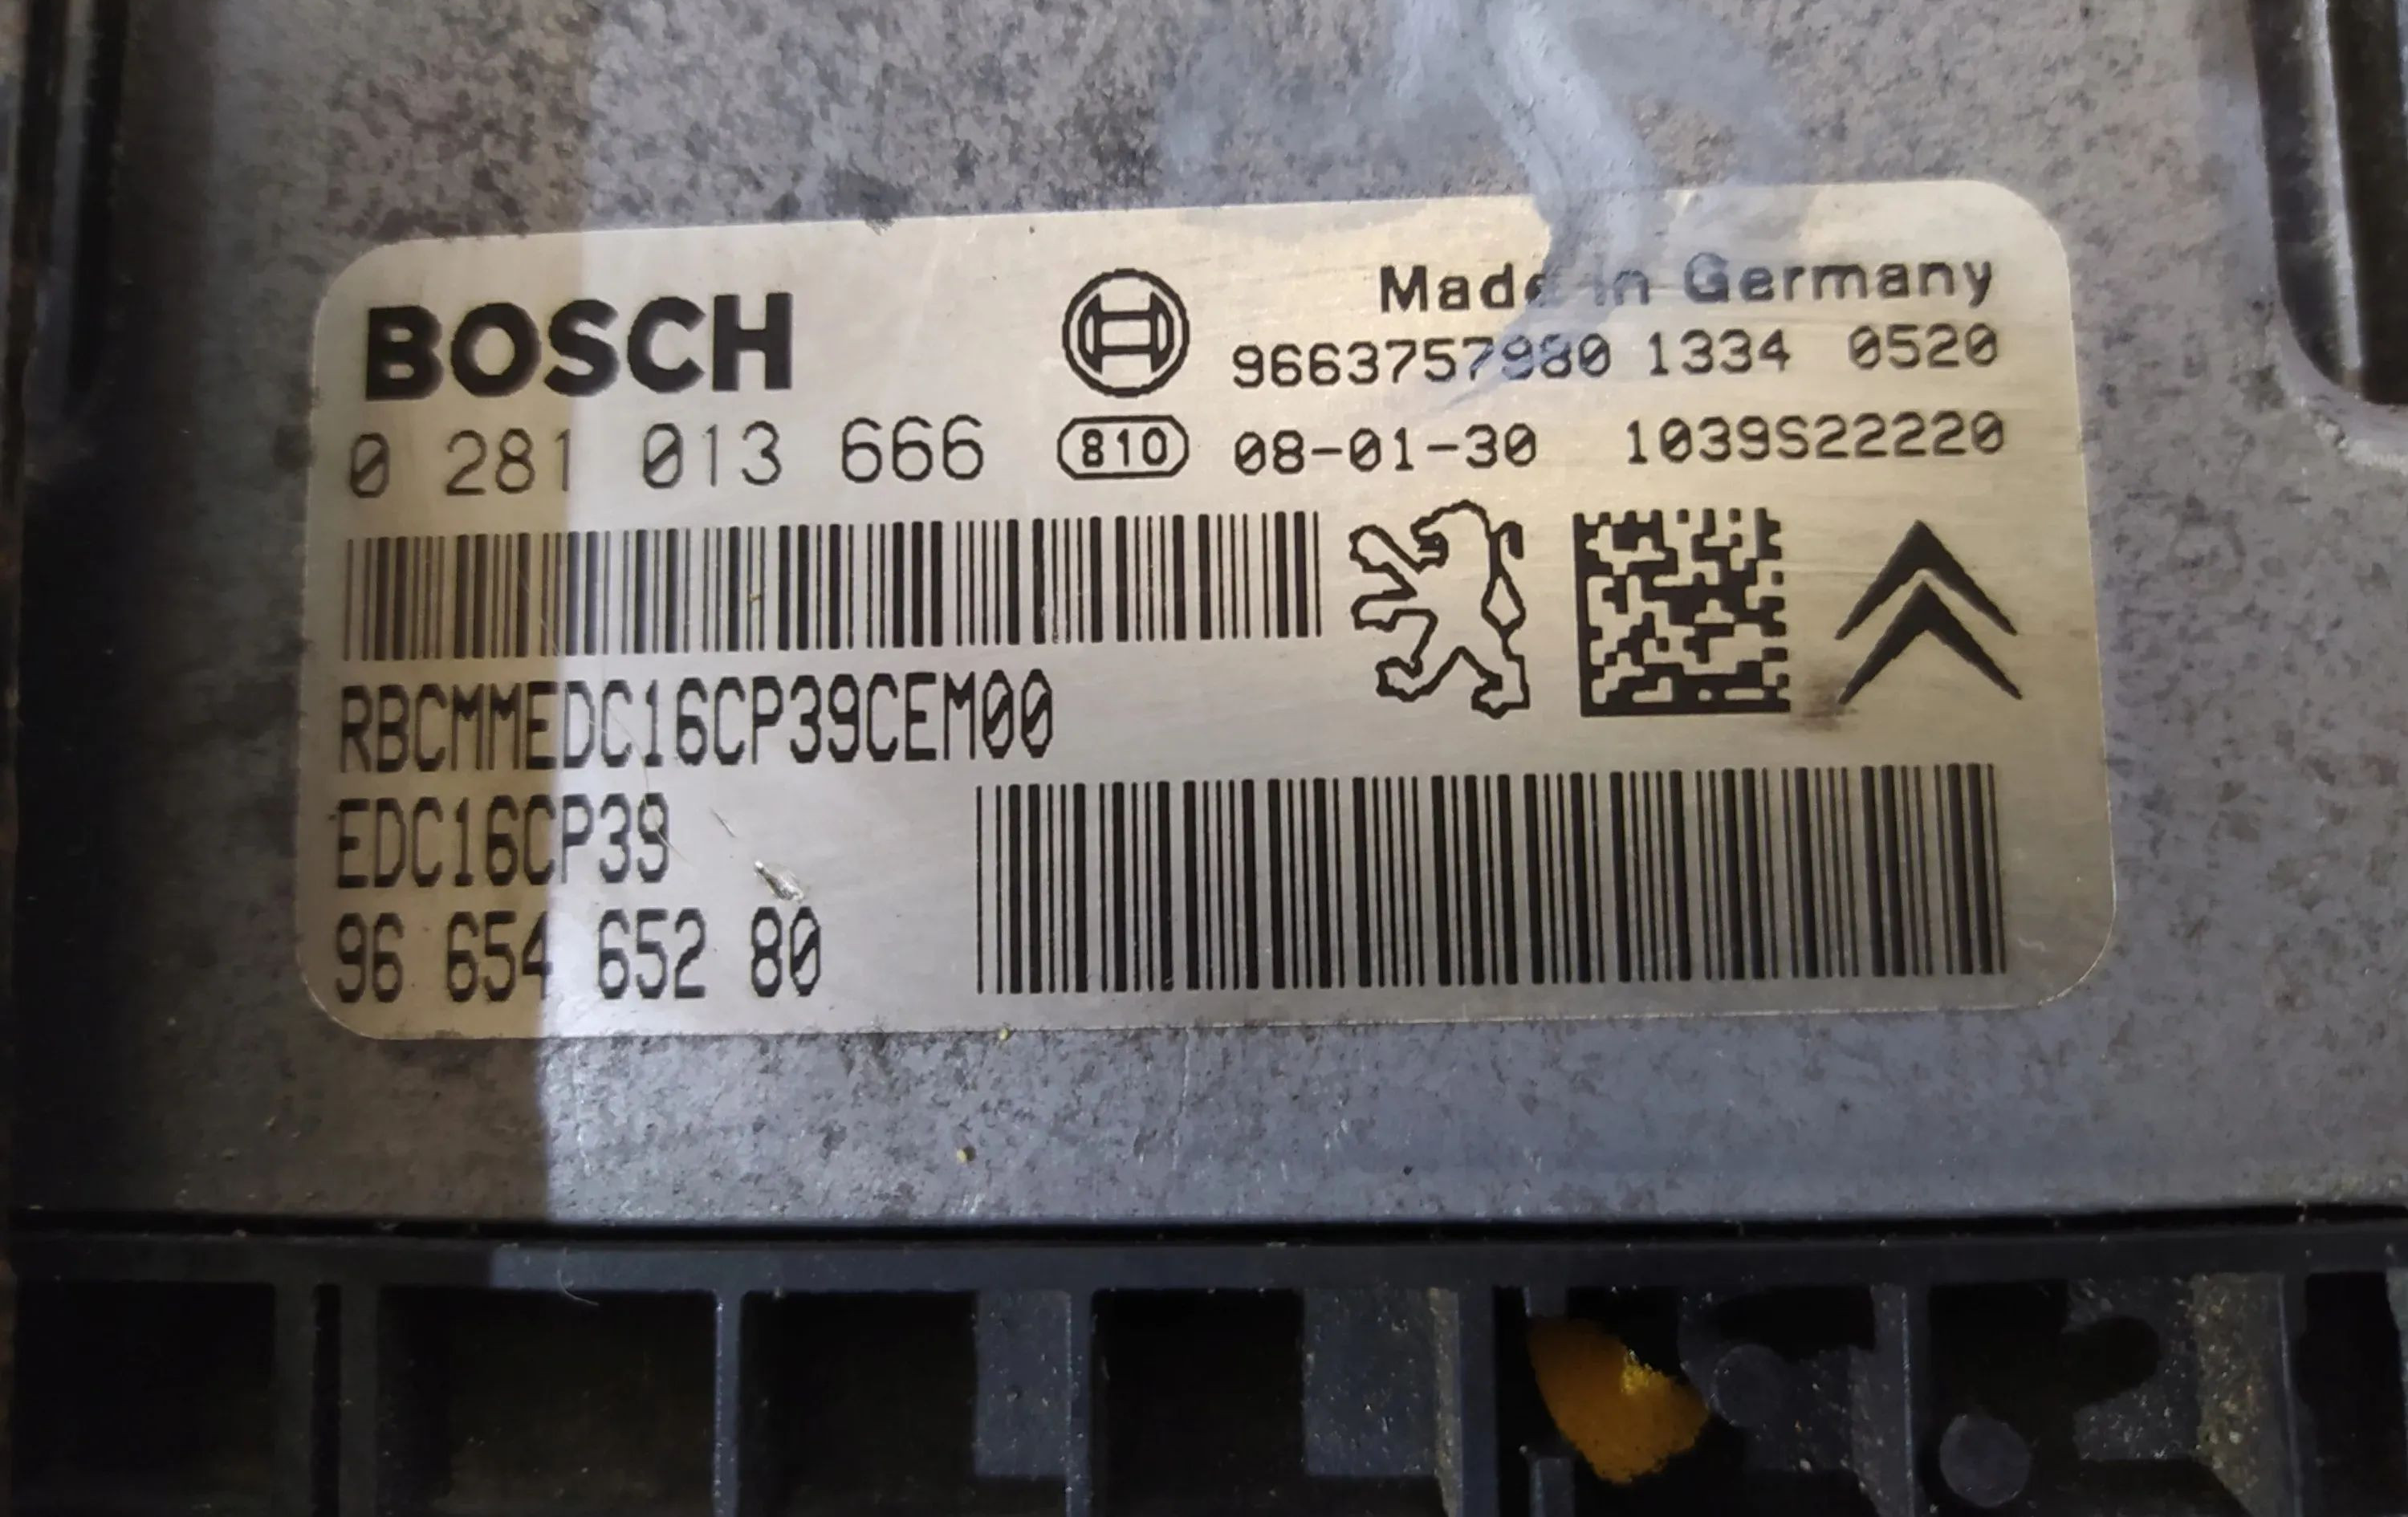 BOSCH
Made in Germany
9663757980 1334 0520
0 281 013 666 810 08-01-30 1039S22220
RBCMMEDC16CP39CEM00
EDC16CP39
96 654 652 80